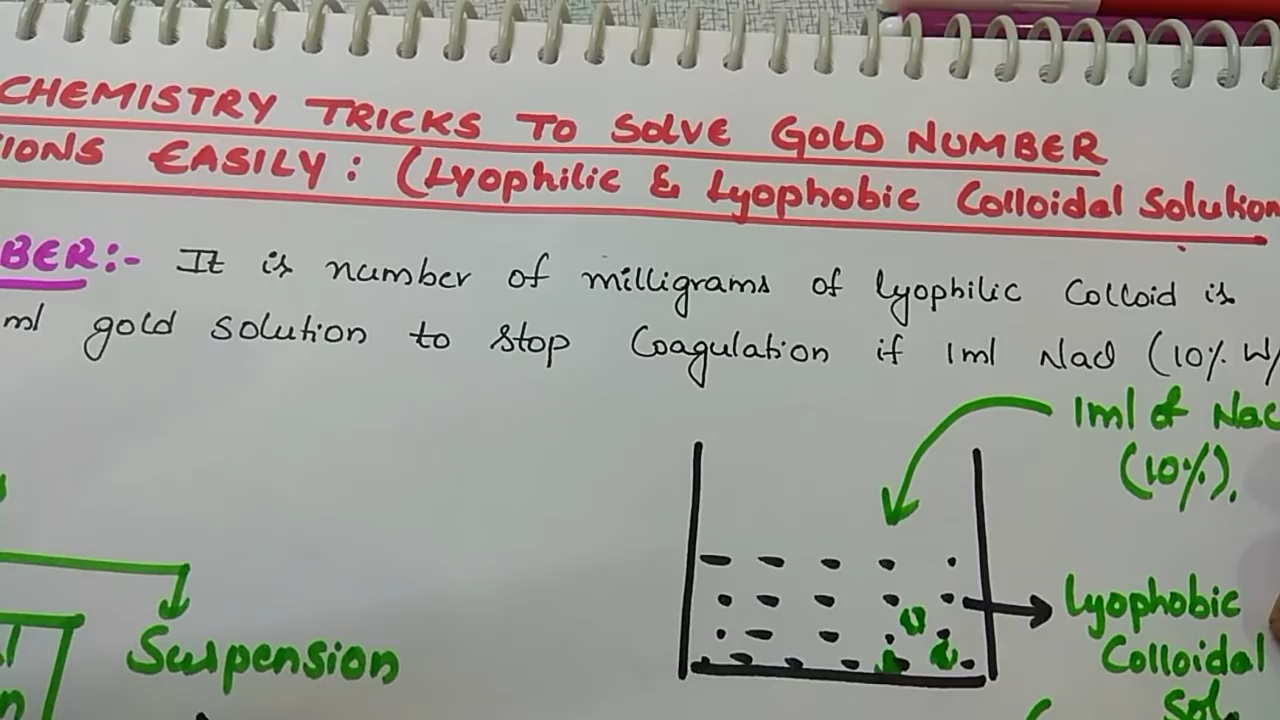 CHEMISTRY TRICKS TO SOLVE GOLD NUMBER
IONS EASILY: (Lyophilic & Lyophobic Colloidal Solution
BER:- It is number of milligrams of lyophilic Colloid is
ml gold solution to stop Coagulation if 1ml NaCl (10% W/
1ml of NaC
(10%).
Lyophobic
Colloidal
Sol.
Suspension
n